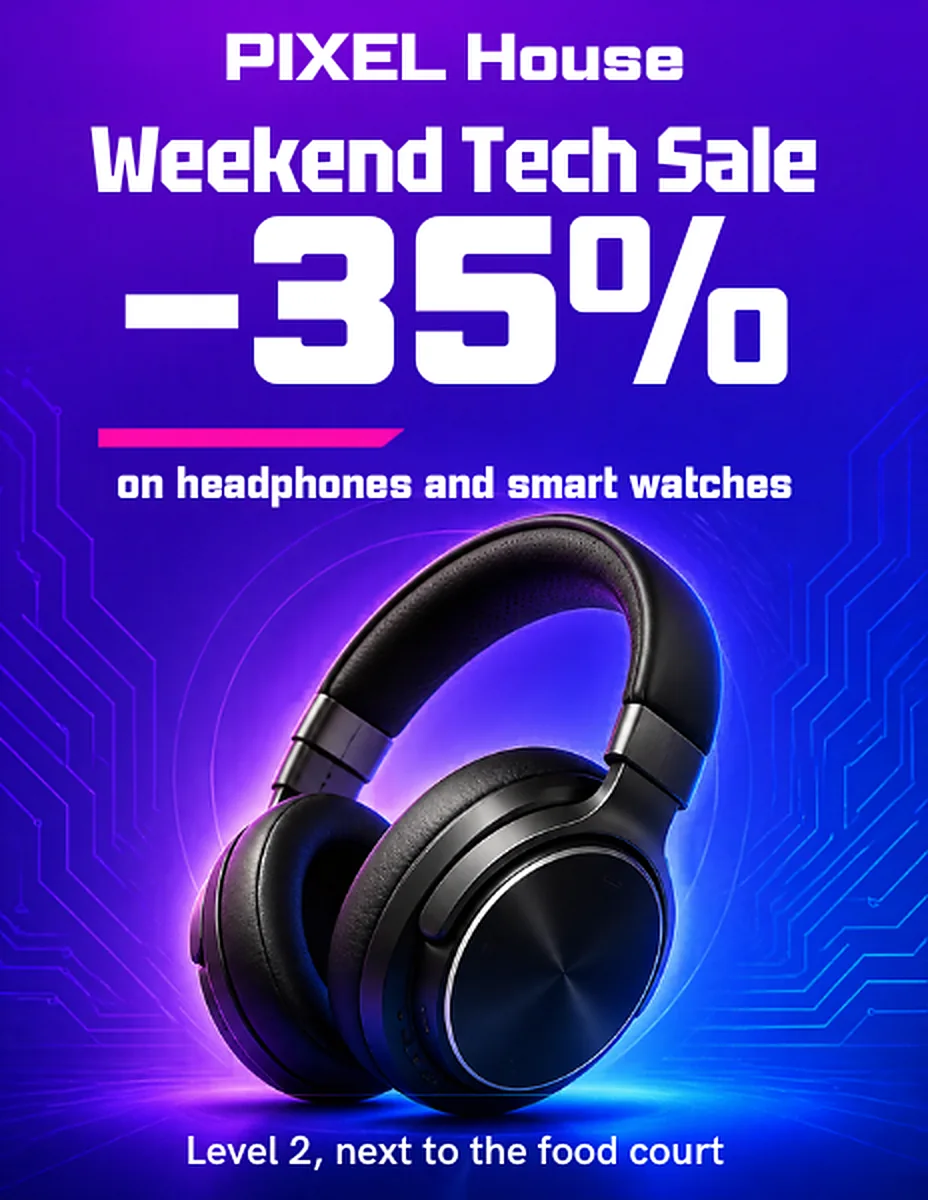 PIXEL House
Weekend Tech Sale
-35%
on headphones and smart watches
Level 2, next to the food court